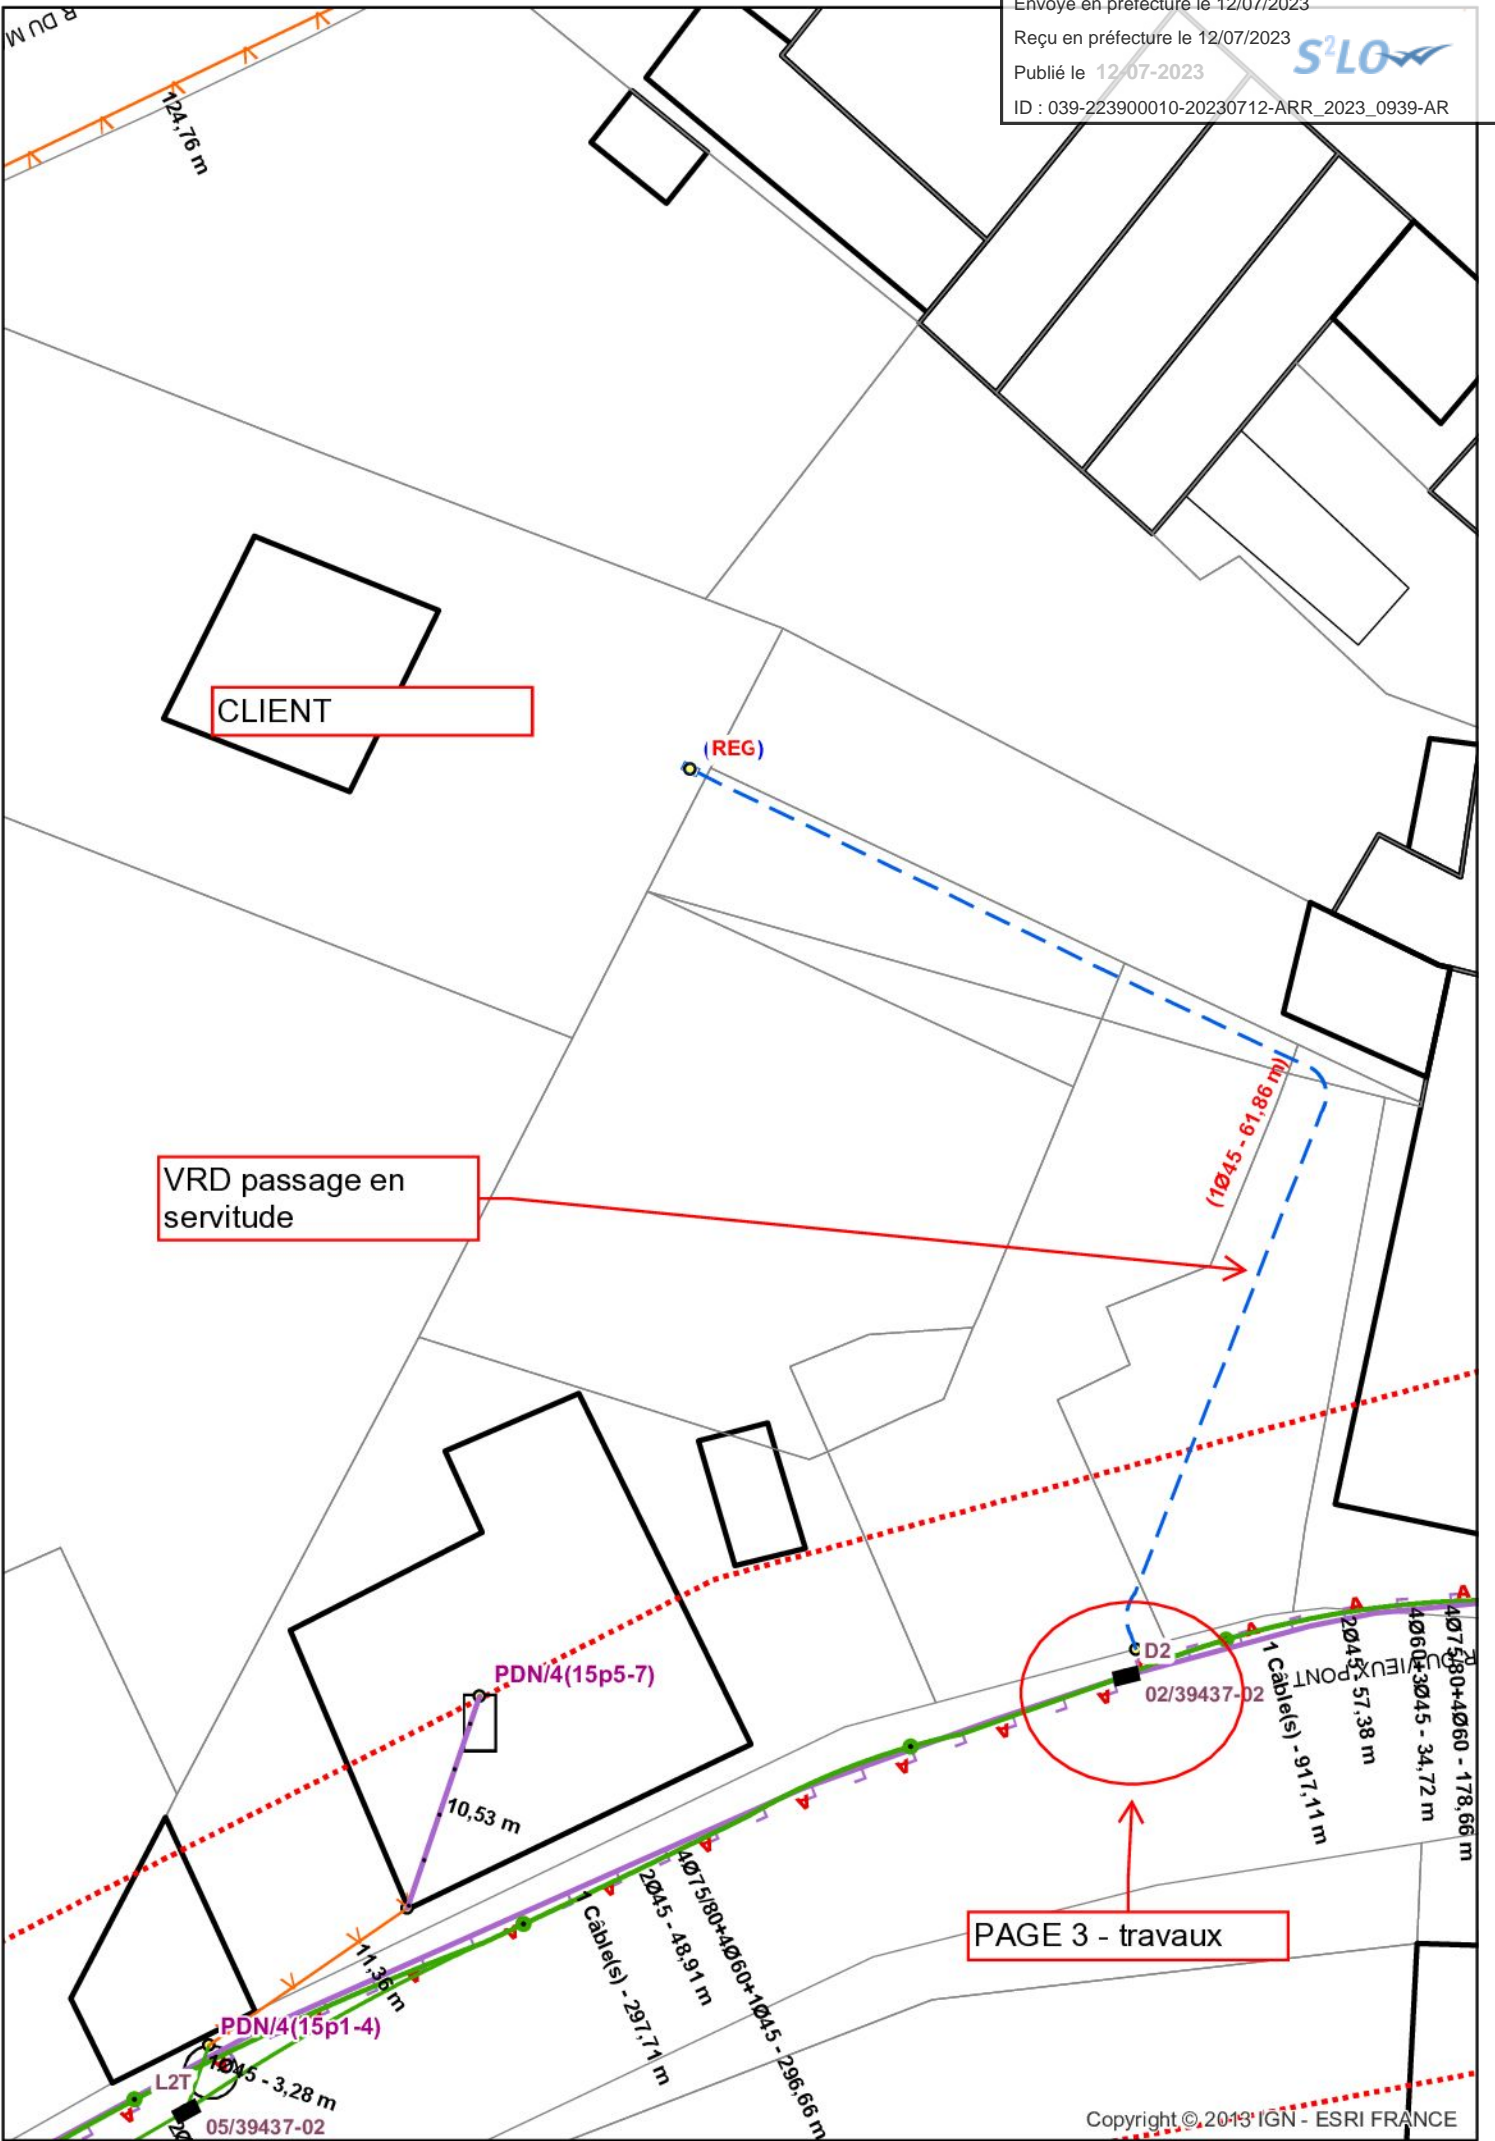 Envoyé en préfecture le 12/07/2023
Reçu en préfecture le 12/07/2023
Publié le 12-07-2023
S²LO
ID : 039-223900010-20230712-ARR_2023_0939-AR
R DU M
124,76 m
CLIENT
(REG)
(1Ø45 - 61,86 m)
VRD passage en
servitude
PDN/4(15p5-7)
10,53 m
D2
02/39437-02
R DU VIEUX PONT
1 Câble(s) - 917,11 m
2Ø45 - 57,38 m
4Ø60+3Ø45 - 34,72 m
4Ø75/80+4Ø60 - 178,66 m
PAGE 3 - travaux
11,36 m
1 Câble(s) - 297,71 m
2Ø45 - 48,91 m
4Ø75/80+4Ø60+1Ø45 - 296,66 m
PDN/4(15p1-4)
1Ø45 - 3,28 m
L2T
05/39437-02
Copyright © 2013 IGN - ESRI FRANCE